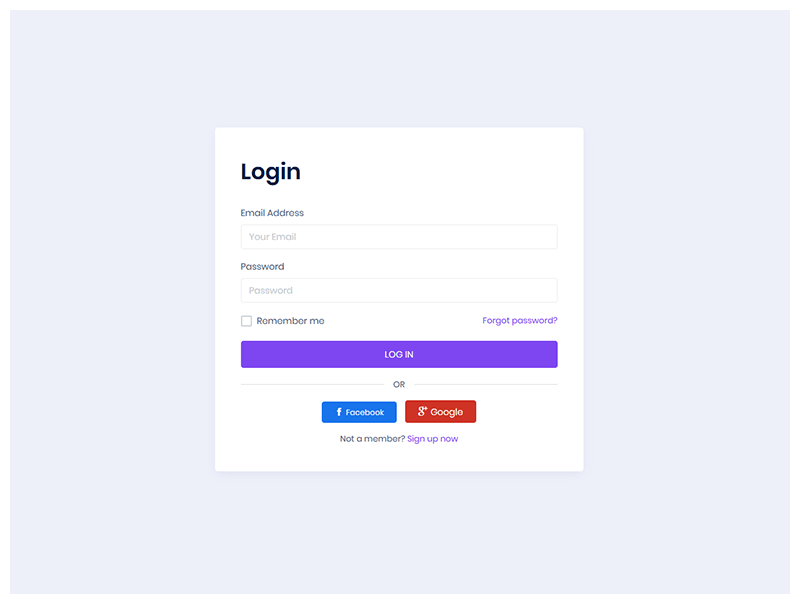 Login
Email Address
Your Email
Password
Password
Remember me Forgot password?
LOG IN
OR
Facebook Google
Not a member? Sign up now